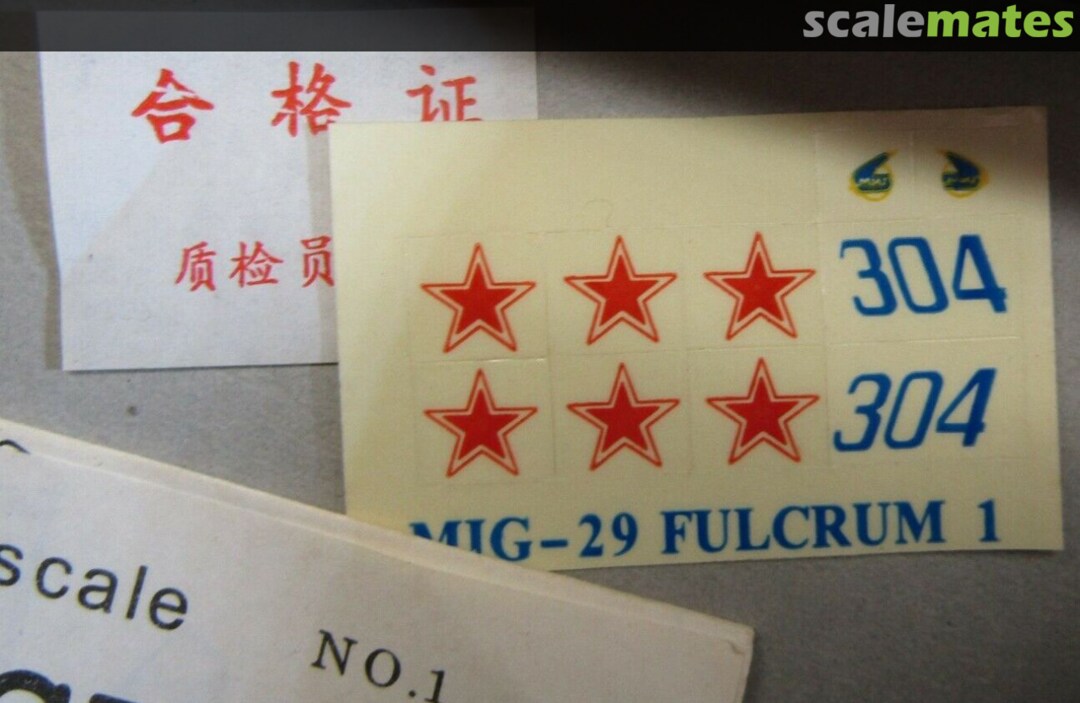 scalemates
合格证
质检员
304
304
MIG-29 FULCRUM 1
scale
NO.1